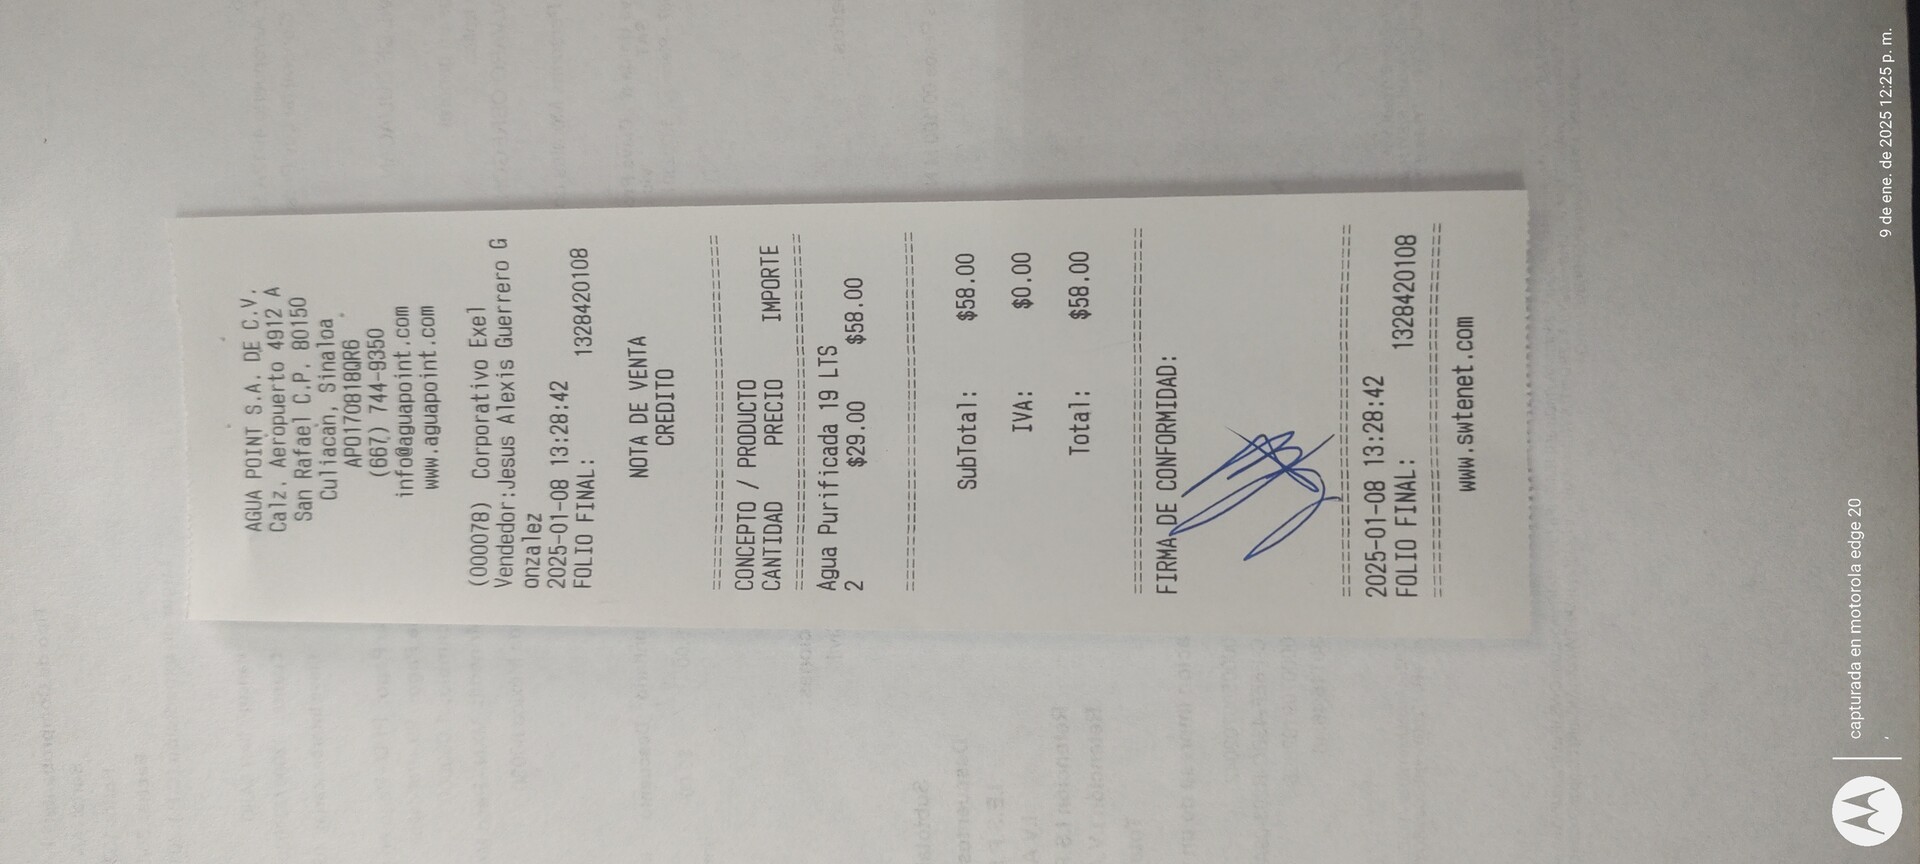 AGUA POINT S.A. DE C.V.
Calz. Aeropuerto 4912 A
San Rafael C.P. 80150
Culiacán, Sinaloa
APO170818QR6
(667) 744-9350
info@aguapoint.com
www.aguapoint.com
(000078) Corporativo Exel
Vendedor:Jesus Alexis Guerrero G
onzalez
2025-01-08 13:28:42
FOLIO FINAL: 1328420108
NOTA DE VENTA
CREDITO
================================
CONCEPTO / PRODUCTO
CANTIDAD PRECIO IMPORTE
================================
Agua Purificada 19 LTS
2 $29.00 $58.00
================================
SubTotal: $58.00
IVA: $0.00
Total: $58.00
================================
FIRMA DE CONFORMIDAD:
================================
2025-01-08 13:28:42
FOLIO FINAL: 1328420108
================================
www.swtenet.com
capturada en motorola edge 20
9 de ene. de 2025 12:25 p. m.